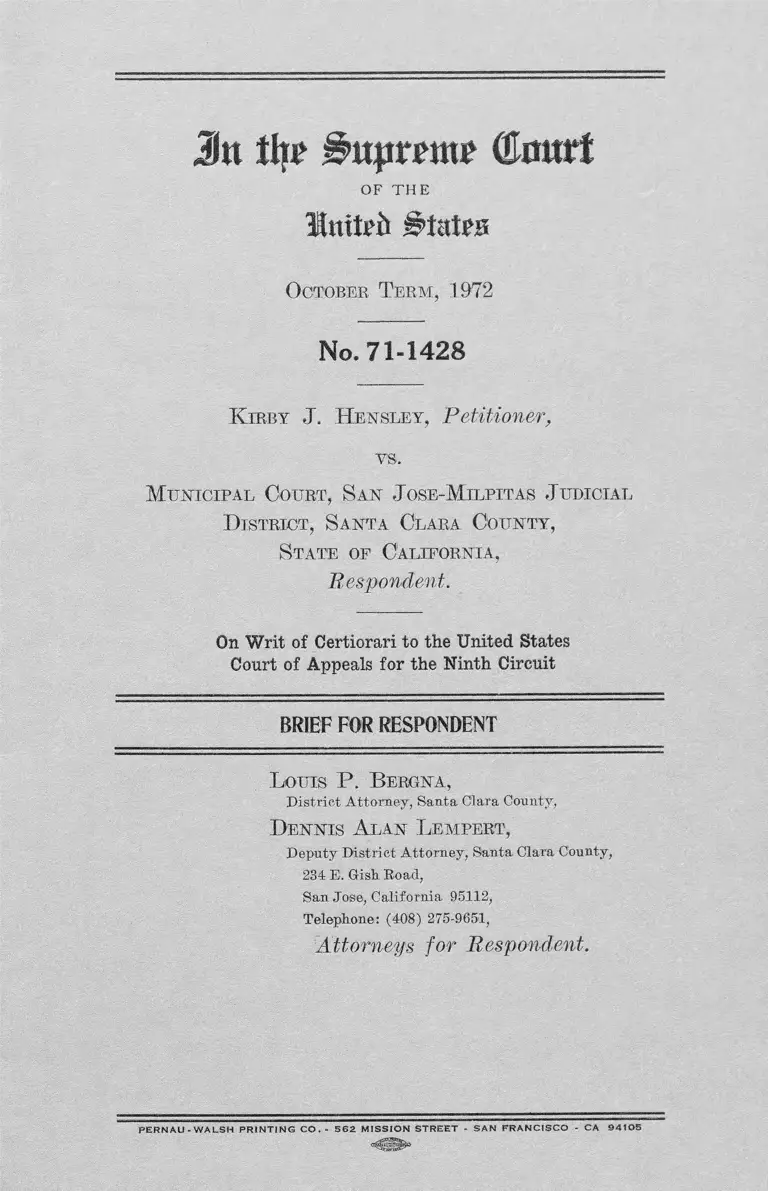 In the Supreme Court
OF THE
United States
OCTOBER TERM, 1972
No. 71-1428
KIRBY J. HENSLEY, Petitioner,
VS.
MUNICIPAL COURT, SAN JOSE-MILPITAS JUDICIAL
DISTRICT, SANTA CLARA COUNTY,
STATE OF CALIFORNIA,
Respondent.
On Writ of Certiorari to the United States
Court of Appeals for the Ninth Circuit
BRIEF FOR RESPONDENT
LOUIS P. BERGNA,
District Attorney, Santa Clara County,
DENNIS ALAN LEMPERT,
Deputy District Attorney, Santa Clara County,
234 E. Gish Road,
San Jose, California 95112,
Telephone: (408) 275-9651,
Attorneys for Respondent.
PERNAU-WALSH PRINTING CO. - 562 MISSION STREET - SAN FRANCISCO - CA 94105